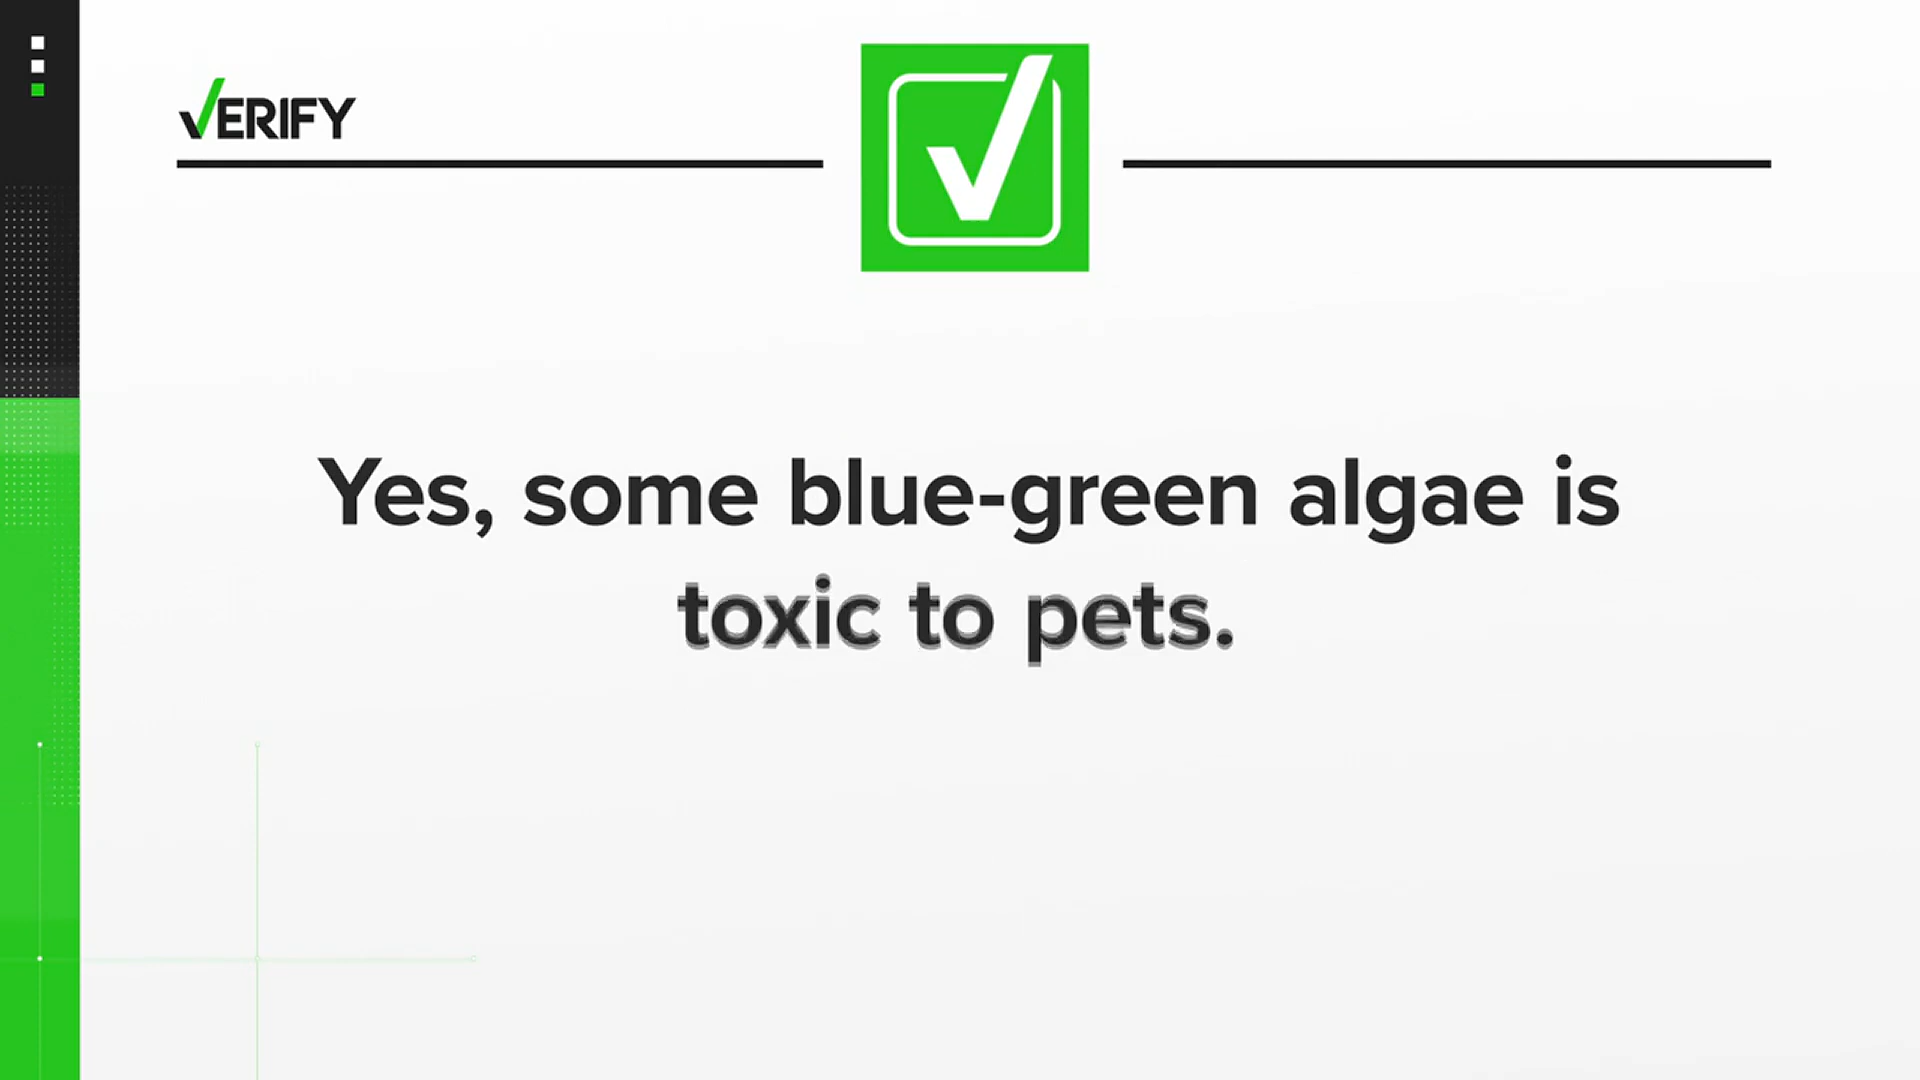 VERIFY
Yes, some blue-green algae is
toxic to pets.